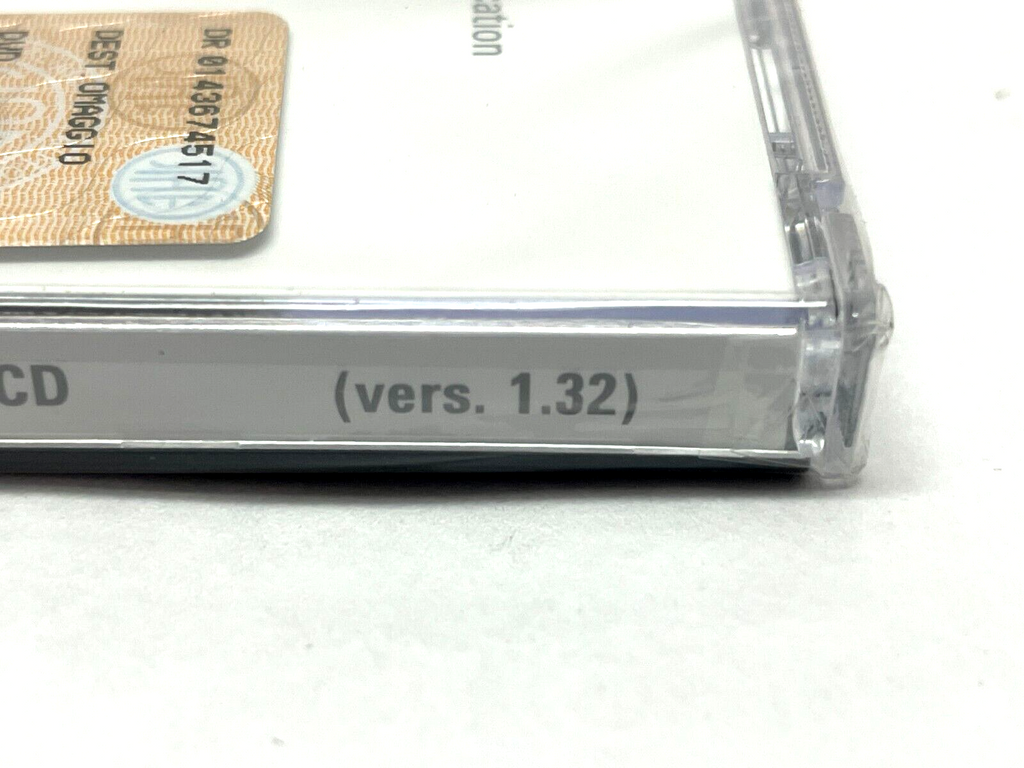 ation
DR 0143674517
DEST. OMAGGIO
DVD
SIAE
CD (vers. 1.32)